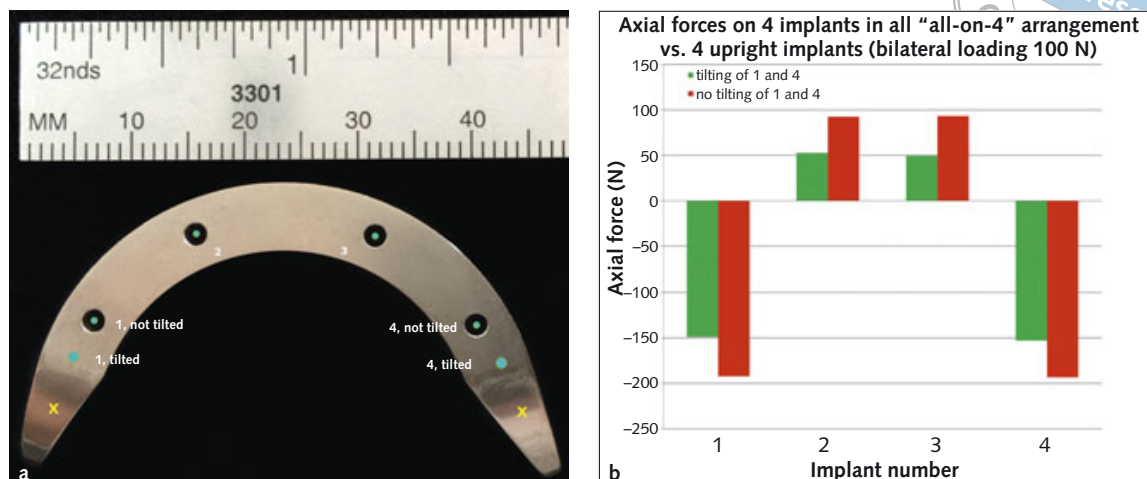 32nds
1
3301
MM 10 20 30 40
2
3
1, not tilted
4, not tilted
1, tilted
4, tilted
x
x
a
Axial forces on 4 implants in all “all-on-4” arrangement
vs. 4 upright implants (bilateral loading 100 N)
tilting of 1 and 4
no tilting of 1 and 4
Axial force (N)
150
100
50
0
−50
−100
−150
−200
−250
1 2 3 4
Implant number
b